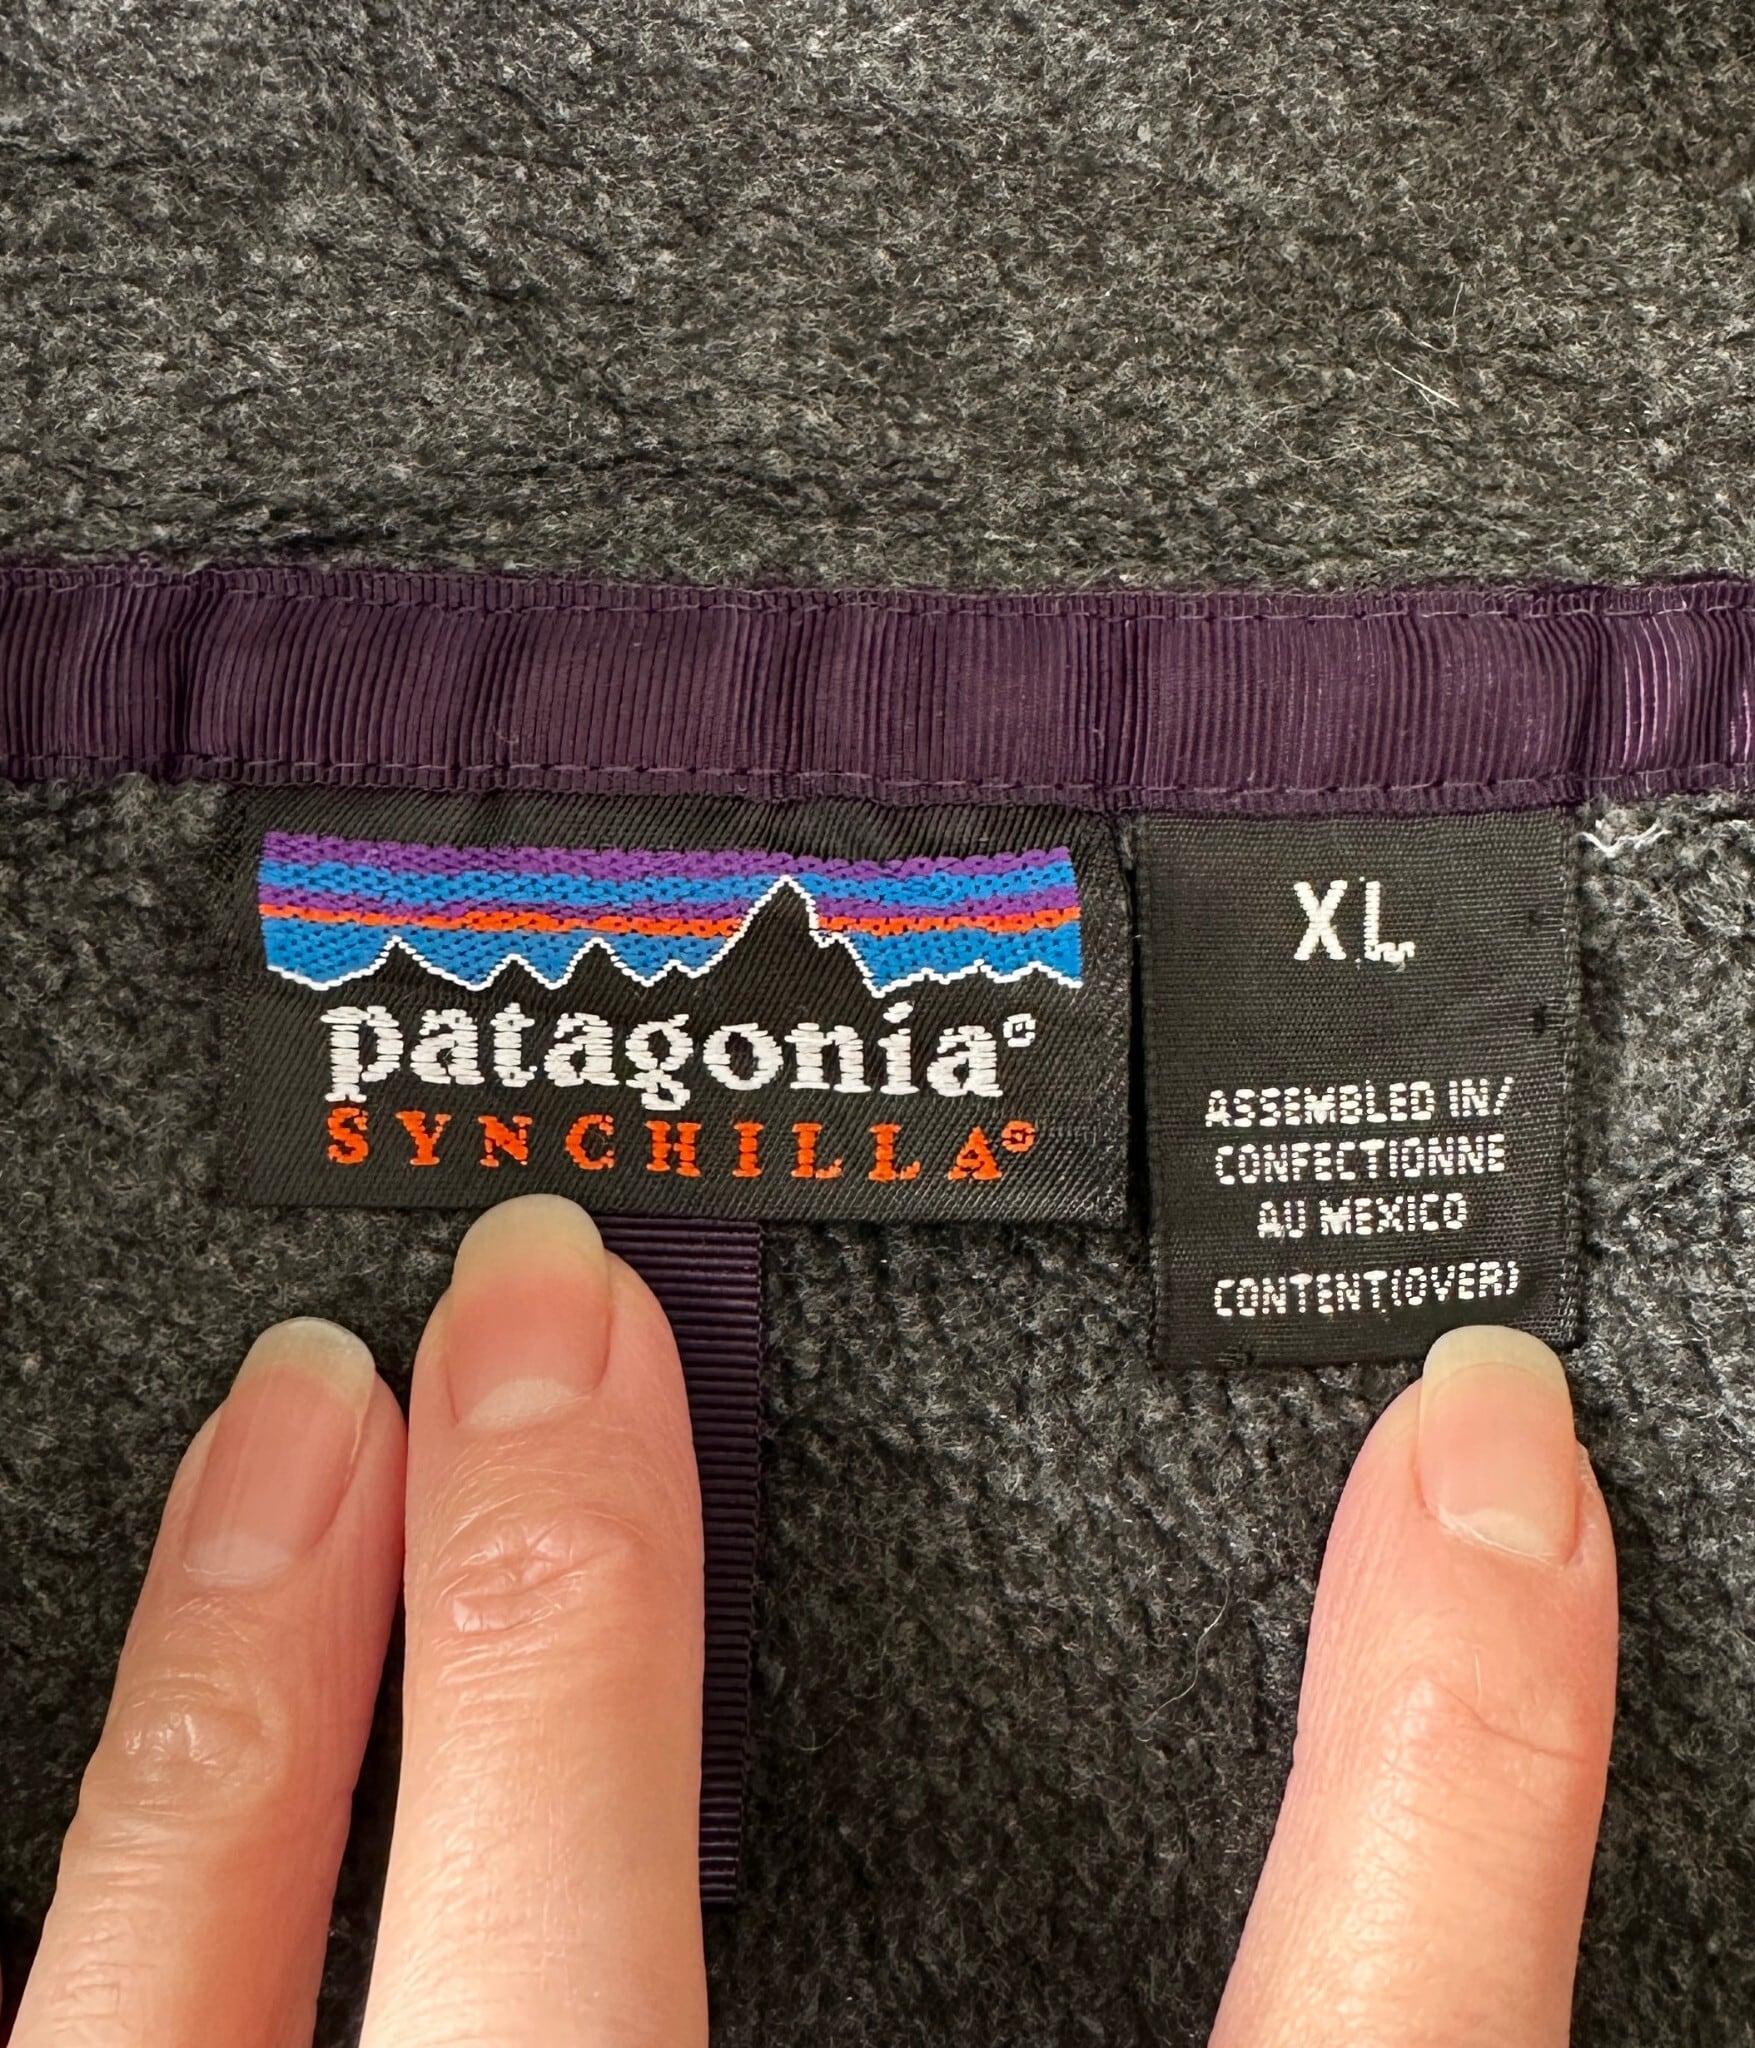 patagonia®
SYNCHILLA®
XL
ASSEMBLED IN/
CONFECTIONNE
AU MEXICO
CONTENT(OVER)